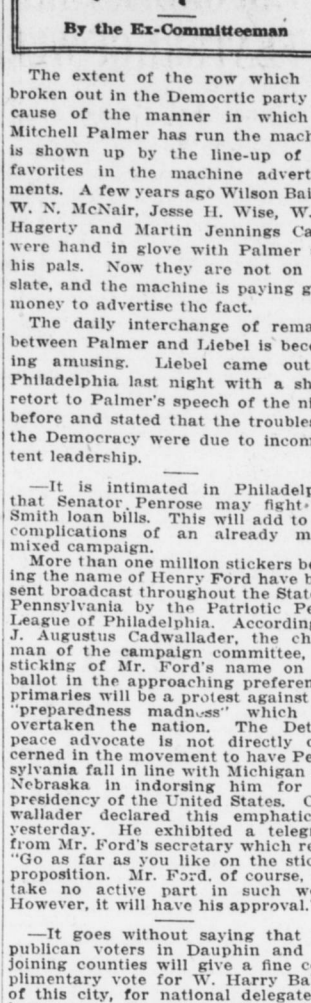 By the Ex-Committeeman
The extent of the row which
broken out in the Democrtic party
cause of the manner in which
Mitchell Palmer has run the mach
is shown up by the line-up of
favorites in the machine advert
ments. A few years ago Wilson Bai
W. N. McNair, Jesse H. Wise, W.
Hagerty and Martin Jennings Ca
were hand in glove with Palmer
his pals. Now they are not on
slate, and the machine is paying g
money to advertise the fact.
The daily interchange of rema
between Palmer and Liebel is bec
ing amusing. Liebel came out
Philadelphia last night with a sh
retort to Palmer's speech of the ni
before and stated that the trouble
the Democracy were due to incom
tent leadership.
—It is intimated in Philadelp
that Senator Penrose may fight
Smith loan bills. This will add to
complications of an already m
mixed campaign.
More than one million stickers b
ing the name of Henry Ford have b
sent broadcast throughout the Stat
Pennsylvania by the Patriotic Pe
League of Philadelphia. Accordin
J. Augustus Cadwallader, the ch
man of the campaign committee,
sticking of Mr. Ford's name on
ballot in the approaching preferen
primaries will be a protest against
"preparedness madness" which
overtaken the nation. The Det
peace advocate is not directly c
cerned in the movement to have Pe
sylvania fall in line with Michigan
Nebraska in indorsing him for
presidency of the United States. C
wallader declared this emphatic
yesterday. He exhibited a telegr
from Mr. Ford's secretary which re
"Go as far as you like on the stic
proposition. Mr. Ford, of course,
take no active part in such w
However, it will have his approval.
—It goes without saying that
publican voters in Dauphin and
joining counties will give a fine c
plimentary vote for W. Harry Ba
of this city, for national delegate